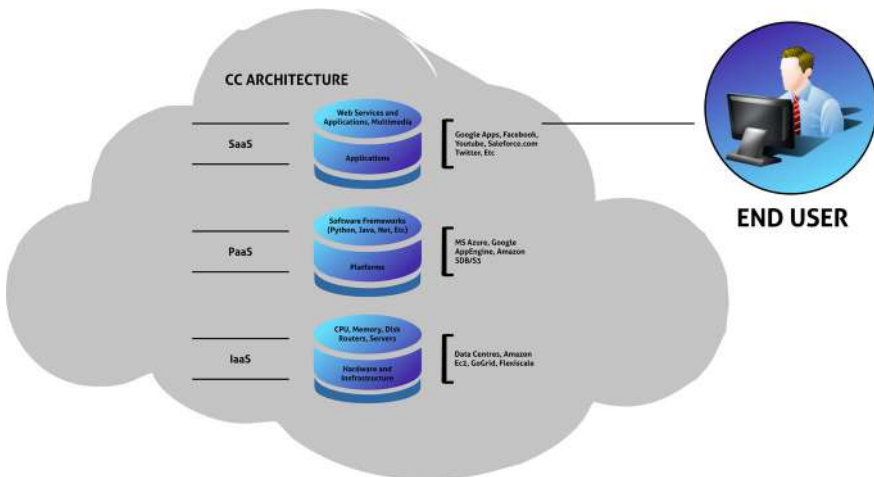 CC ARCHITECTURE
SaaS
Web Services and
Applications, Multimedia
Applications
Google Apps, Facebook,
Youtube, Saleforce.com
Twitter, Etc
END USER
PaaS
Software Fremeworks
(Python, Java, Net, Etc)
Platforms
MS Azure, Google
AppEngine, Amazon
SDB/S3
IaaS
CPU, Memory, Disk
Routers, Servers
Hardware and
Insfrastructure
Data Centres, Amazon
Ec2, GoGrid, Flexiscale